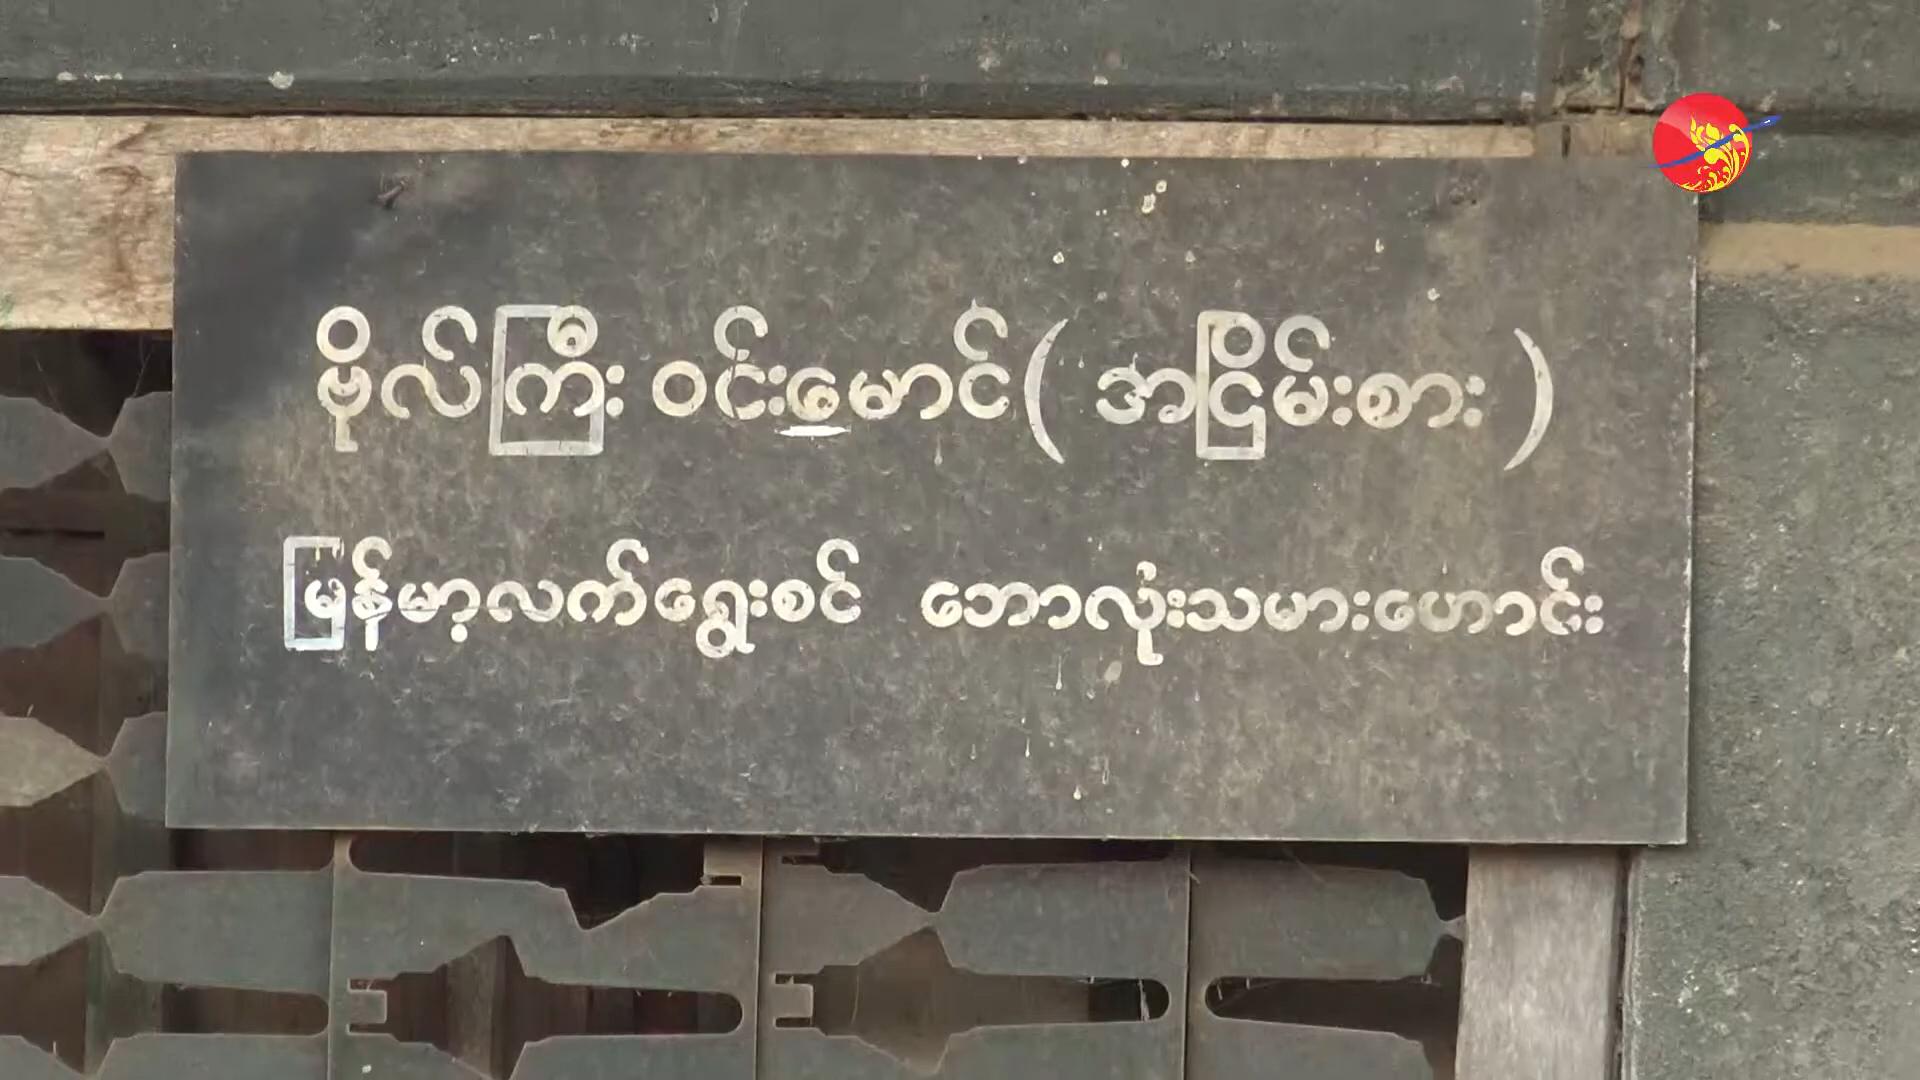 ဗိုလ်ကြီး ဝင်းမောင် ( အငြိမ်းစား )
မြန်မာ့လက်ရွေးစင် ဘောလုံးသမားဟောင်း